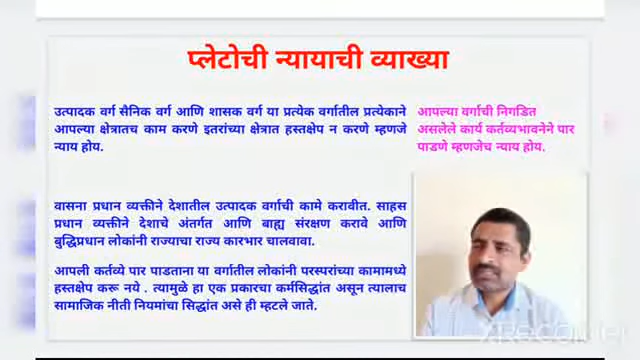 प्लेटोची न्यायाची व्याख्या
उत्पादक वर्ग सैनिक वर्ग आणि शासक वर्ग या प्रत्येक वर्गातील प्रत्येकाने
आपल्या क्षेत्रातच काम करणे इतरांच्या क्षेत्रात हस्तक्षेप न करणे म्हणजे
न्याय होय.
आपल्या वर्गाची निगडित
असलेले कार्य कर्तव्यभावनेने पार
पाडणे म्हणजेच न्याय होय.
वासना प्रधान व्यक्तीने देशातील उत्पादक वर्गाची कामे करावीत. साहस
प्रधान व्यक्तीने देशाचे अंतर्गत आणि बाह्य संरक्षण करावे आणि
बुद्धिप्रधान लोकांनी राज्याचा राज्य कारभार चालवावा.
आपली कर्तव्ये पार पाडताना या वर्गातील लोकांनी परस्परांच्या कामामध्ये
हस्तक्षेप करू नये . त्यामुळे हा एक प्रकारचा कर्मसिद्धांत असून त्यालाच
सामाजिक नीती नियमांचा सिद्धांत असे ही म्हटले जाते.
XRecorder